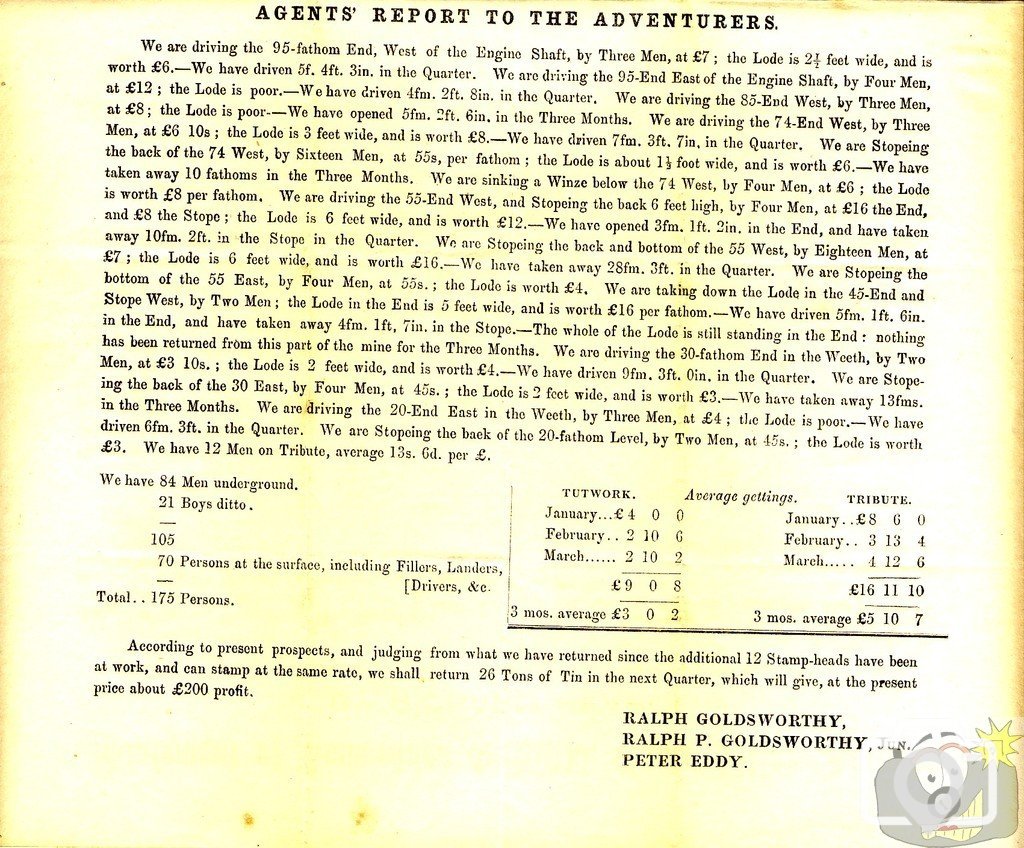 AGENTS' REPORT TO THE ADVENTURERS.
We are driving the 95-fathom End, West of the Engine Shaft, by Three Men, at £7 ; the Lode is 2½ feet wide, and is
worth £6.—We have driven 5f. 4ft. 3in. in the Quarter. We are driving the 95-End East of the Engine Shaft, by Four Men,
at £12 ; the Lode is poor.—We have driven 4fm. 2ft. 8in. in the Quarter. We are driving the 85-End West, by Three Men,
at £8 ; the Lode is poor—We have opened 5fm. 2ft. 6in. in the Three Months. We are driving the 74-End West, by Three
Men, at £6 10s ; the Lode is 3 feet wide, and is worth £8.—We have driven 7fm. 3ft. 7in. in the Quarter. We are Stopeing
the back of the 74 West, by Sixteen Men, at 55s, per fathom ; the Lode is about 1½ foot wide, and is worth £6.—We have
taken away 10 fathoms in the Three Months. We are sinking a Winze below the 74 West, by Four Men, at £6 ; the Lode
is worth £8 per fathom. We are driving the 55-End West, and Stopeing the back 6 feet high, by Four Men, at £16 the End,
and £8 the Stope ; the Lode is 6 feet wide, and is worth £12.—We have opened 3fm. 1ft. 2in. in the End, and have taken
away 10fm. 2ft. in the Stope in the Quarter. We are Stopeing the back and bottom of the 55 West, by Eighteen Men, at
£7 ; the Lode is 6 feet wide, and is worth £16.—We have taken away 28fm. 3ft. in the Quarter. We are Stopeing the
bottom of the 55 East, by Four Men, at 55s. ; the Lode is worth £4. We are taking down the Lode in the 45-End and
Stope West, by Two Men ; the Lode in the End is 5 feet wide, and is worth £16 per fathom.—We have driven 5fm. 1ft. 6in.
in the End, and have taken away 4fm. 1ft, 7in. in the Stope.—The whole of the Lode is still standing in the End : nothing
has been returned from this part of the mine for the Three Months. We are driving the 30-fathom End in the Weeth, by Two
Men, at £3 10s. ; the Lode is 2 feet wide, and is worth £4.—We have driven 9fm. 3ft. 0in. in the Quarter. We are Stope-
ing the back of the 30 East, by Four Men, at 45s. ; the Lode is 2 feet wide, and is worth £3.—We have taken away 13fms.
in the Three Months. We are driving the 20-End East in the Weeth, by Three Men, at £4 ; the Lode is poor.—We have
driven 6fm. 3ft. in the Quarter. We are Stopeing the back of the 20-fathom Level, by Two Men, at 45s. ; the Lode is worth
£3. We have 12 Men on Tribute, average 13s. 6d. per £.
We have 84 Men underground.
21 Boys ditto.
105
70 Persons at the surface, including Fillers, Landers,
[Drivers, &c.
Total.. 175 Persons.
TUTWORK. Average gettings. TRIBUTE.
January...£4 0 0 January..£8 6 0
February.. 2 10 6 February.. 3 13 4
March...... 2 10 2 March..... 4 12 6
£9 0 8 £16 11 10
3 mos. average £3 0 2 3 mos. average £5 10 7
According to present prospects, and judging from what we have returned since the additional 12 Stamp-heads have been
at work, and can stamp at the same rate, we shall return 26 Tons of Tin in the next Quarter, which will give, at the present
price about £200 profit.
RALPH GOLDSWORTHY,
RALPH P. GOLDSWORTHY, JUN.
PETER EDDY.